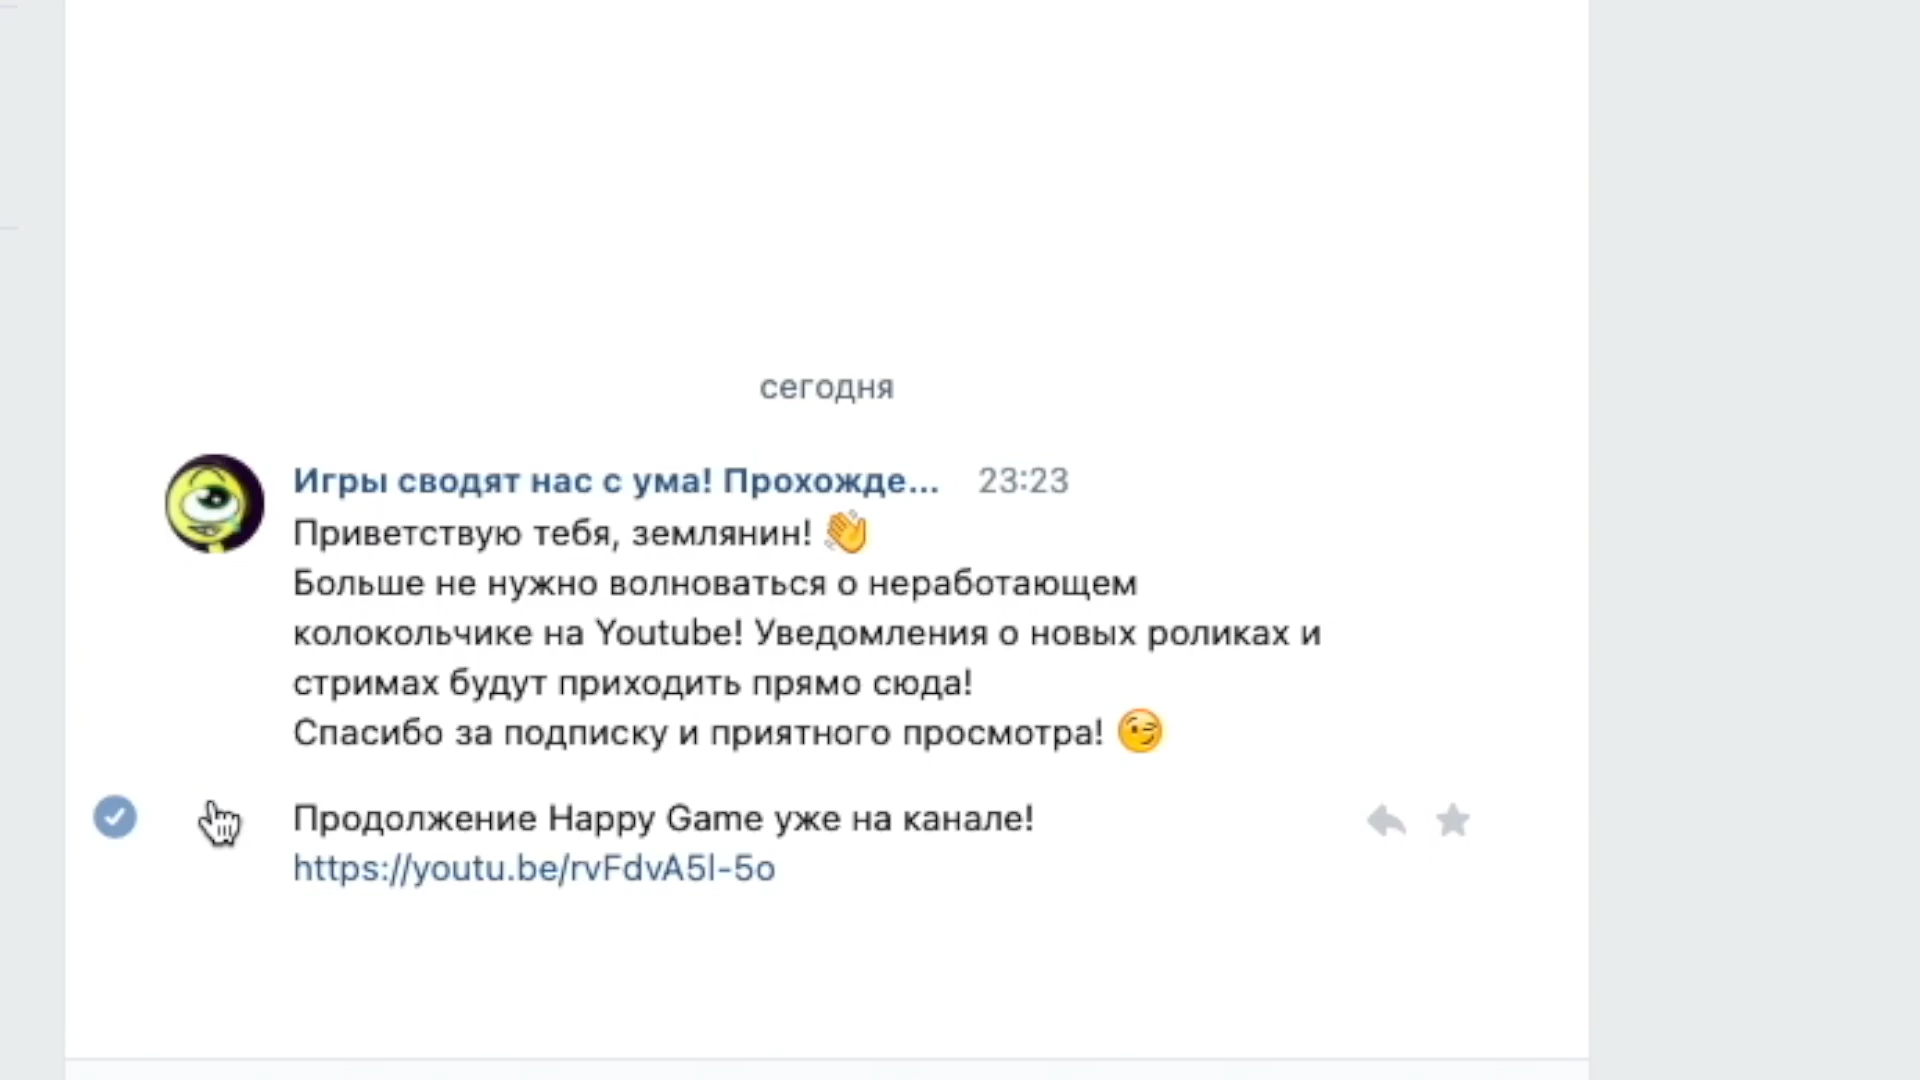 сегодня
Игры сводят нас с ума! Прохожде... 23:23
Приветствую тебя, землянин! 👋
Больше не нужно волноваться о неработающем
колокольчике на Youtube! Уведомления о новых роликах и
стримах будут приходить прямо сюда!
Спасибо за подписку и приятного просмотра! 😉
Продолжение Happy Game уже на канале!
https://youtu.be/rvFdvA5l-5o